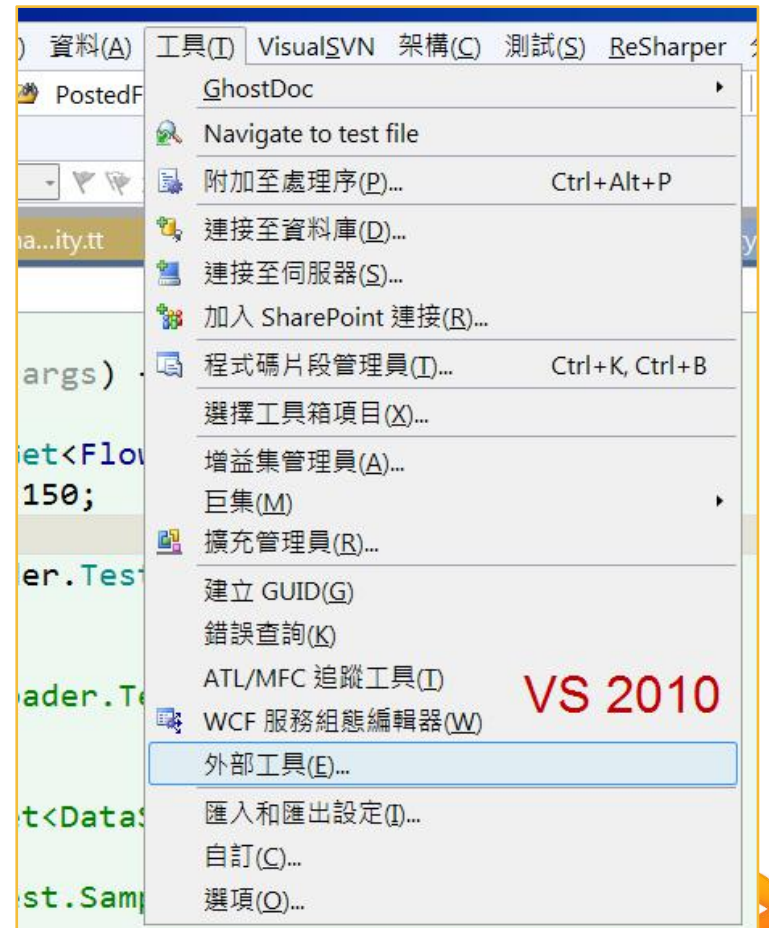 ) 資料(A) 工具(T) VisualSVN 架構(C) 測試(S) ReSharper
PostedF
GhostDoc
Navigate to test file
附加至處理序(P)... Ctrl+Alt+P
連接至資料庫(D)...
a...ity.tt
連接至伺服器(S)...
加入 SharePoint 連接(R)...
args)
程式碼片段管理員(T)... Ctrl+K, Ctrl+B
選擇工具箱項目(X)...
et<Flow
增益集管理員(A)...
150;
巨集(M)
擴充管理員(R)...
er.Test
建立 GUID(G)
錯誤查詢(K)
ader.Te
ATL/MFC 追蹤工具(T)
VS 2010
WCF 服務組態編輯器(W)
外部工具(E)...
t<DataS
匯入和匯出設定(I)...
自訂(C)...
st.Samp
選項(O)...